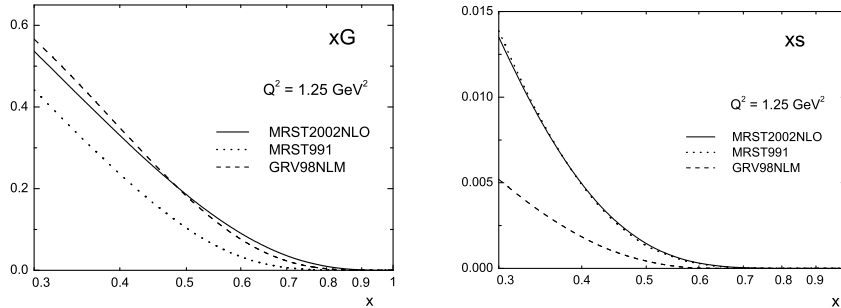 xG
Q² = 1.25 GeV²
MRST2002NLO
MRST991
GRV98NLM
0.6
0.4
0.2
0.0
0.3 0.4 0.5 0.6 0.7 0.8 0.9 1
x
xs
Q² = 1.25 GeV²
MRST2002NLO
MRST991
GRV98NLM
0.015
0.010
0.005
0.000
0.3 0.4 0.5 0.6 0.7 0.8 0.9
x